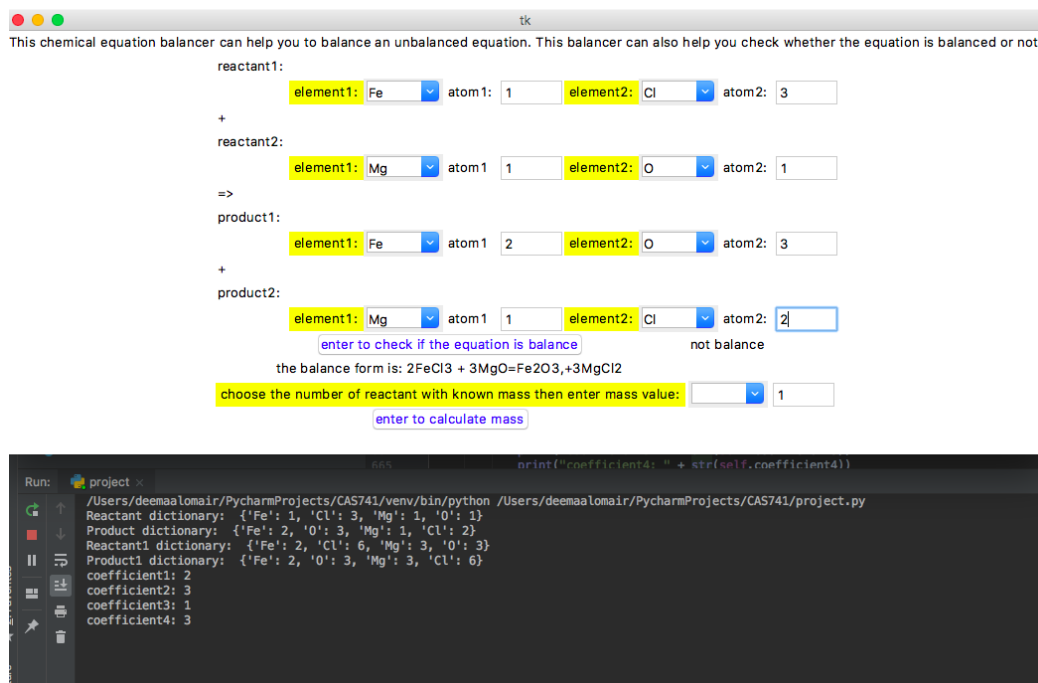 tk
This chemical equation balancer can help you to balance an unbalanced equation. This balancer can also help you check whether the equation is balanced or not
reactant1:
element1: Fe atom1: 1 element2: Cl atom2: 3
+
reactant2:
element1: Mg atom1 1 element2: O atom2: 1
=>
product1:
element1: Fe atom1 2 element2: O atom2: 3
+
product2:
element1: Mg atom1 1 element2: Cl atom2: 2
enter to check if the equation is balance not balance
the balance form is: 2FeCl3 + 3MgO=Fe2O3,+3MgCl2
choose the number of reactant with known mass then enter mass value: 1
enter to calculate mass
665 print("coefficient4: " + str(self.coefficient4))
Run: project ×
/Users/deemaalomair/PycharmProjects/CAS741/venv/bin/python /Users/deemaalomair/PycharmProjects/CAS741/project.py
Reactant dictionary:  {'Fe': 1, 'Cl': 3, 'Mg': 1, 'O': 1}
Product dictionary:  {'Fe': 2, 'O': 3, 'Mg': 1, 'Cl': 2}
Reactant1 dictionary:  {'Fe': 2, 'Cl': 6, 'Mg': 3, 'O': 3}
Product1 dictionary:  {'Fe': 2, 'O': 3, 'Mg': 3, 'Cl': 6}
coefficient1: 2
coefficient2: 3
coefficient3: 1
coefficient4: 3